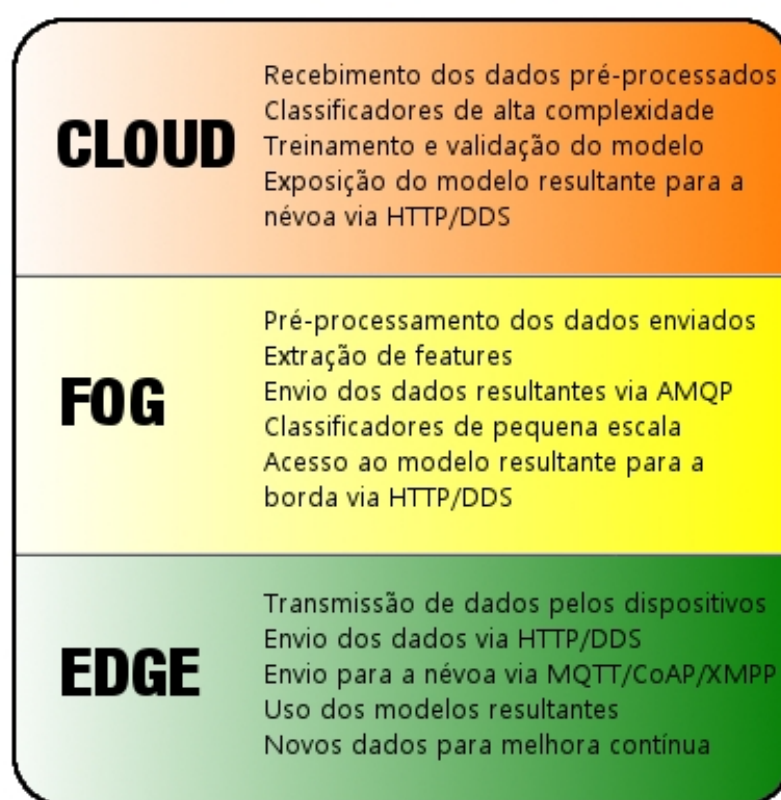 CLOUD
Recebimento dos dados pré-processados
Classificadores de alta complexidade
Treinamento e validação do modelo
Exposição do modelo resultante para a
névoa via HTTP/DDS
FOG
Pré-processamento dos dados enviados
Extração de features
Envio dos dados resultantes via AMQP
Classificadores de pequena escala
Acesso ao modelo resultante para a
borda via HTTP/DDS
EDGE
Transmissão de dados pelos dispositivos
Envio dos dados via HTTP/DDS
Envio para a névoa via MQTT/CoAP/XMPP
Uso dos modelos resultantes
Novos dados para melhora contínua